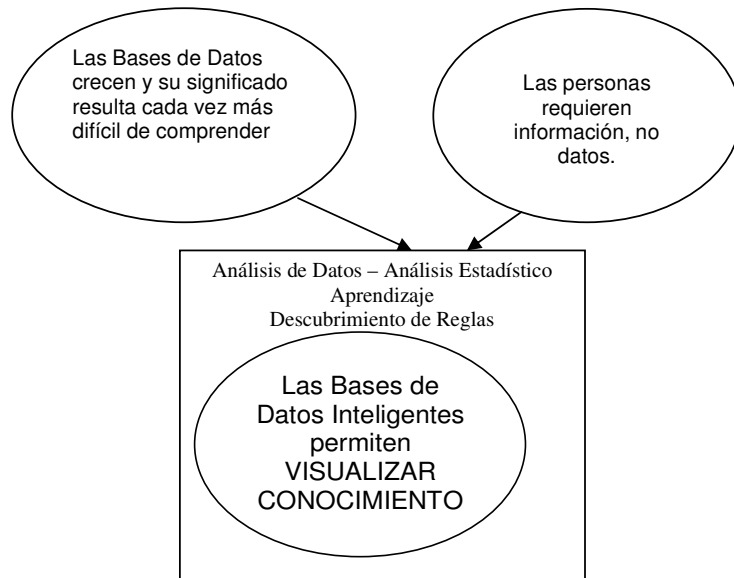 Las Bases de Datos
crecen y su significado
resulta cada vez más
difícil de comprender
Las personas
requieren
información, no
datos.
Análisis de Datos – Análisis Estadístico
Aprendizaje
Descubrimiento de Reglas
Las Bases de
Datos Inteligentes
permiten
VISUALIZAR
CONOCIMIENTO